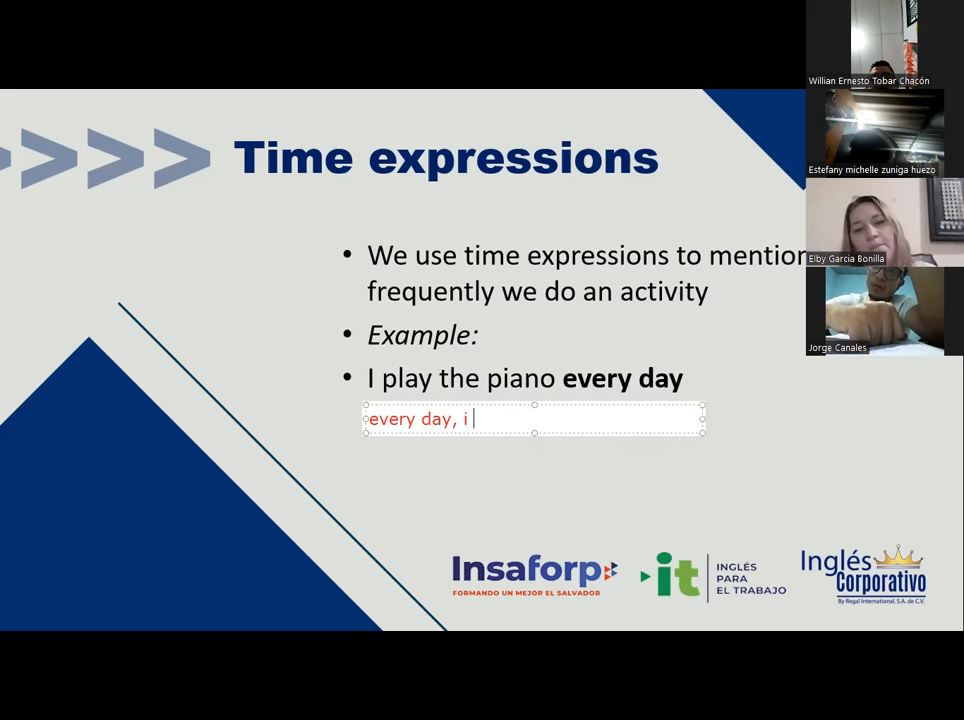 Time expressions
• We use time expressions to mention
frequently we do an activity
• Example:
• I play the piano every day
every day, i
Insaforp
FORMANDO UN MEJOR EL SALVADOR
it
INGLÉS
PARA
EL TRABAJO
Inglés
Corporativo
By Regal International, S.A. de C.V.
Willian Ernesto Tobar Chacón
Estefany michelle zuniga huezo
Elby Garcia Bonilla
Jorge Canales